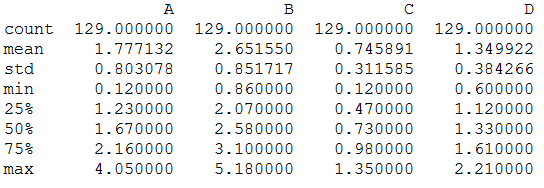 A B C D
count 129.000000 129.000000 129.000000 129.000000
mean 1.777132 2.651550 0.745891 1.349922
std 0.803078 0.851717 0.311585 0.384266
min 0.120000 0.860000 0.120000 0.600000
25% 1.230000 2.070000 0.470000 1.120000
50% 1.670000 2.580000 0.730000 1.330000
75% 2.160000 3.100000 0.980000 1.610000
max 4.050000 5.180000 1.350000 2.210000